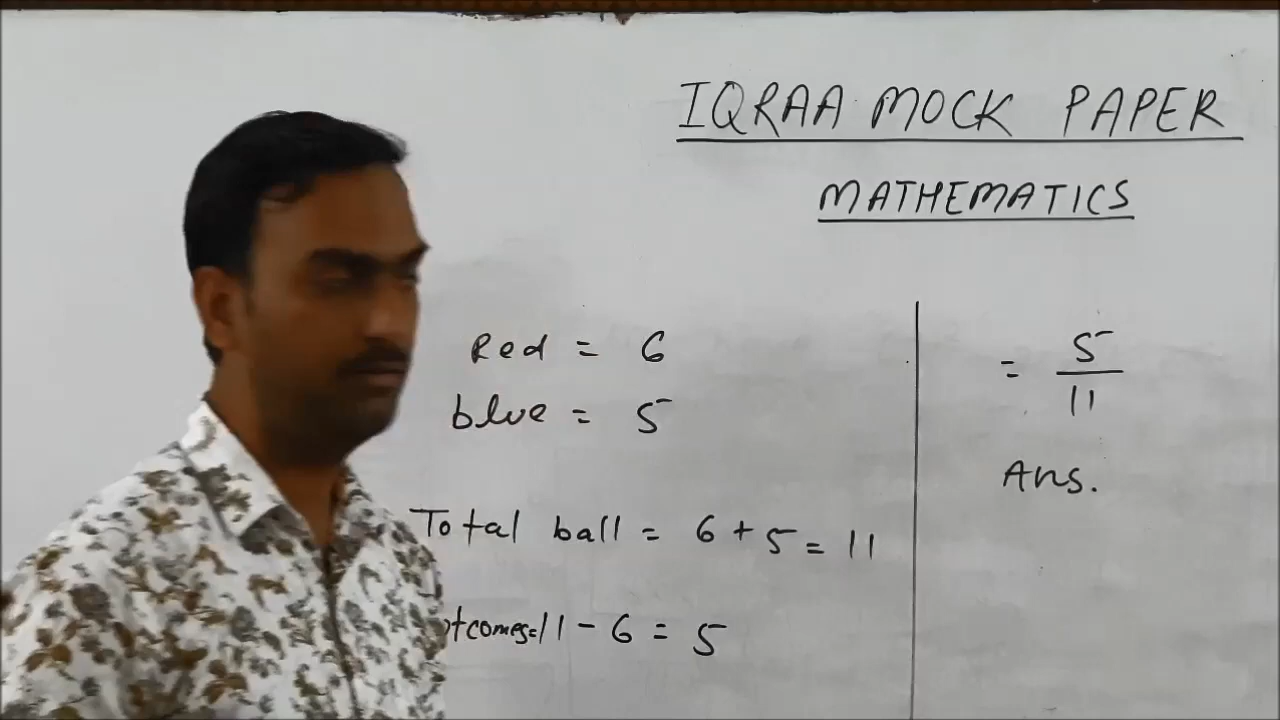 IQRAA MOCK PAPER
MATHEMATICS
Red = 6
blue = 5
Total ball = 6 + 5 = 11
tcomes=11 - 6 = 5
= 5/11
Ans.